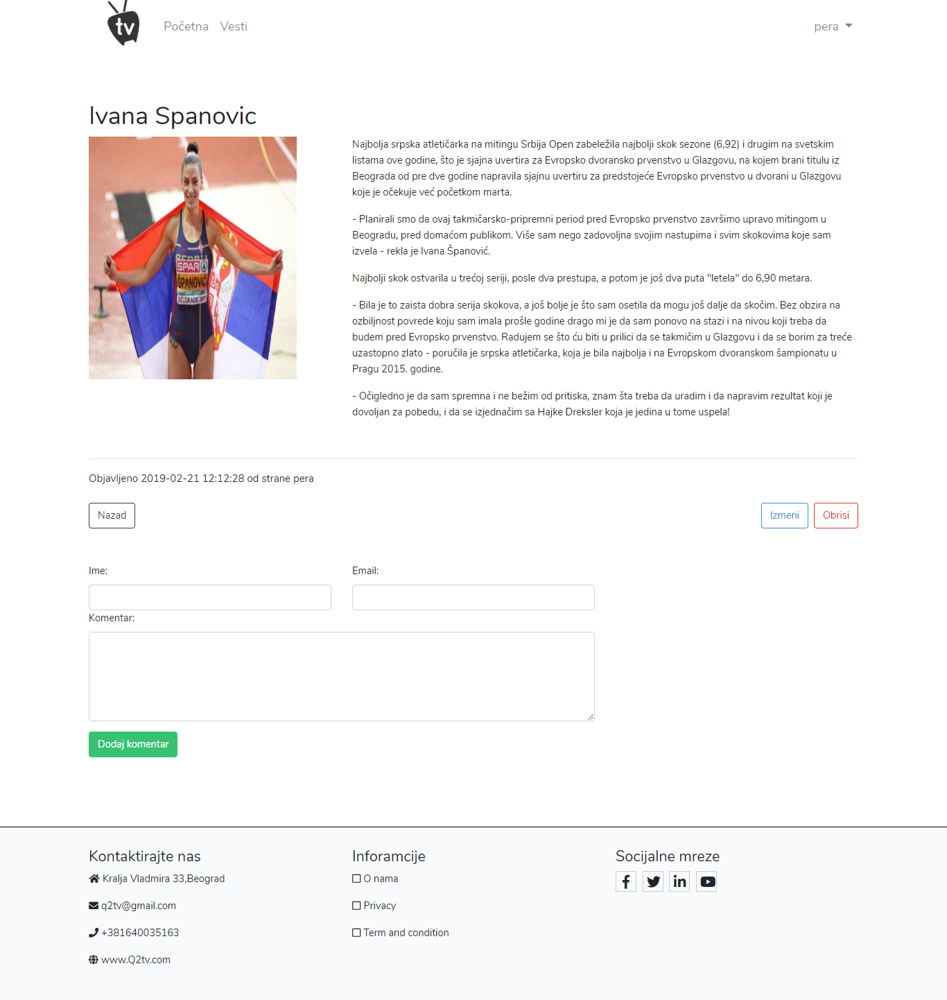 tv
Početna Vesti
pera
Ivana Spanovic
SERBIA
SPAR
ŠPANOVIĆ
BELGRADE 2017
Najbolja srpska atletičarka na mitingu Srbija Open zabeležila najbolji skok sezone (6,92) i drugim na svetskim
listama ove godine, što je sjajna uvertira za Evropsko dvoransko prvenstvo u Glazgovu, na kojem brani titulu iz
Beograda od pre dve godine napravila sjajnu uvertiru za predstojeće Evropsko prvenstvo u dvorani u Glazgovu
koje je očekuje već početkom marta.
- Planirali smo da ovaj takmičarsko-pripremni period pred Evropsko prvenstvo završimo upravo mitingom u
Beogradu, pred domaćom publikom. Više sam nego zadovoljna svojim nastupima i svim skokovima koje sam
izvela - rekla je Ivana Španović.
Najbolji skok ostvarila u trećoj seriji, posle dva prestupa, a potom je još dva puta "letela" do 6,90 metara.
- Bila je to zaista dobra serija skokova, a još bolje je što sam osetila da mogu još dalje da skočim. Bez obzira na
ozbiljnost povrede koju sam imala prošle godine drago mi je da sam ponovo na stazi i na nivou koji treba da
budem pred Evropsko prvenstvo. Radujem se što ću biti u prilici da se takmičim u Glazgovu i da se borim za treće
uzastopno zlato - poručila je srpska atletičarka, koja je bila najbolja i na Evropskom dvoranskom šampionatu u
Pragu 2015. godine.
- Očigledno je da sam spremna i ne bežim od pritiska, znam šta treba da uradim i da napravim rezultat koji je
dovoljan za pobedu, i da se izjednačim sa Hajke Dreksler koja je jedina u tome uspela!
Objavljeno 2019-02-21 12:12:28 od strane pera
Nazad
Izmeni Obrisi
Ime:
Email:
Komentar:
Dodaj komentar
Kontaktirajte nas
Kralja Vladmira 33,Beograd
q2tv@gmail.com
+381640035163
www.Q2tv.com
Inforamcije
O nama
Privacy
Term and condition
Socijalne mreze